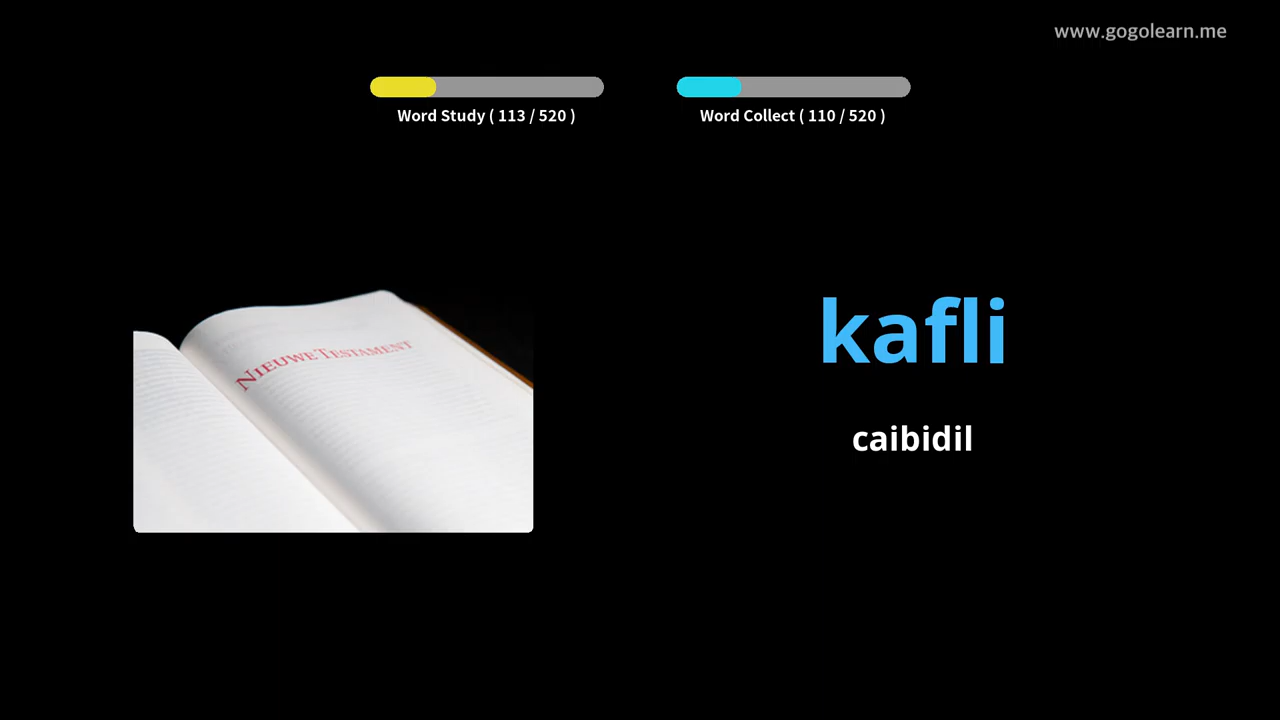 www.gogolearn.me
Word Study ( 113 / 520 )
Word Collect ( 110 / 520 )
NIEUWE TESTAMENT
kafli
caibidil